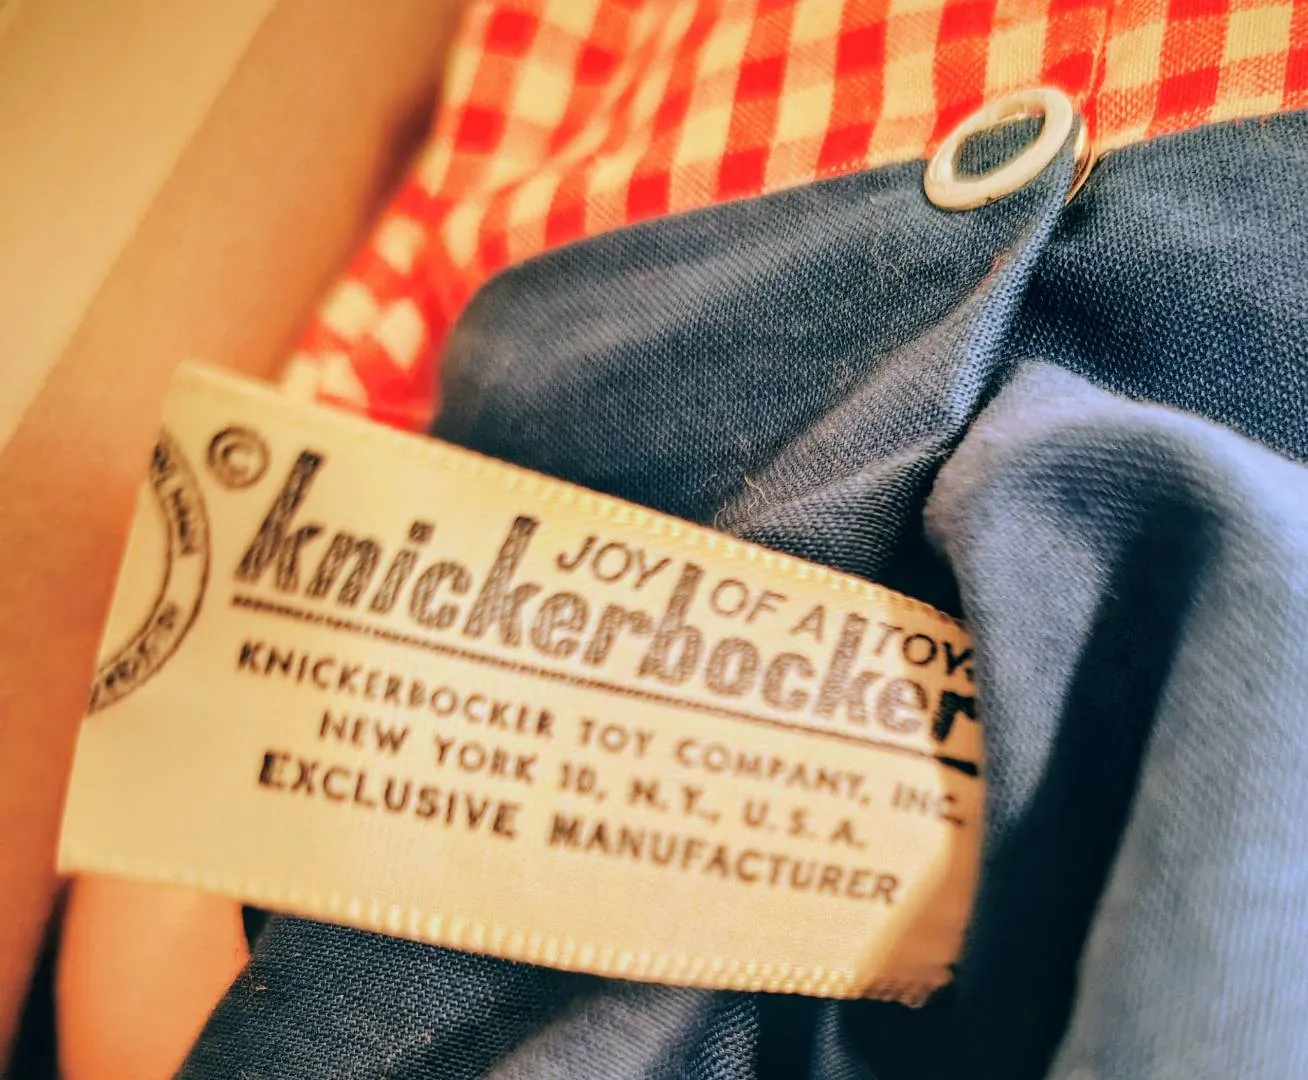 ©
JOY OF A TOY
knickerbocker
KNICKERBOCKER TOY COMPANY, INC.
NEW YORK 10, N.Y., U.S.A.
EXCLUSIVE MANUFACTURER